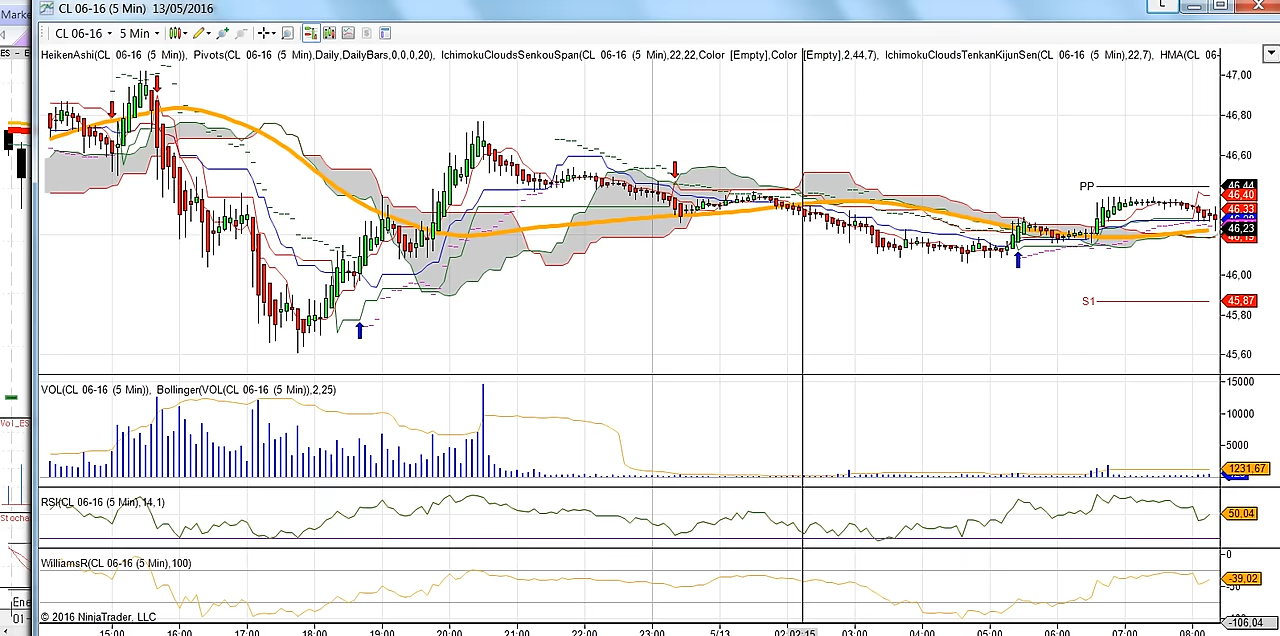 CL 06-16 (5 Min) 13/05/2016
Marke
CL 06-16 5 Min
HeikenAshi(CL 06-16 (5 Min)), Pivots(CL 06-16 (5 Min),Daily,DailyBars,0,0,0,20), IchimokuCloudsSenkouSpan(CL 06-16 (5 Min),22,22,Color [Empty],Color [Empty],2,44,7), IchimokuCloudsTenkanKijunSen(CL 06-16 (5 Min),22,7), HMA(CL 06-
47,00
46,80
46,60
PP
46,44
46,40
46,33
46,23
46,00
S1
45,87
45,80
45,60
VOL(CL 06-16 (5 Min)), Bollinger(VOL(CL 06-16 (5 Min)),2,25)
15000
10000
5000
1231,67
Vol_ES
RSI(CL 06-16 (5 Min),14,1)
50,04
Stocha
WilliamsR(CL 06-16 (5 Min),100)
0
-39,02
-106,04
Ene
01
© 2016 NinjaTrader, LLC
15:00 16:00 17:00 18:00 19:00 20:00 21:00 22:00 23:00 5/13 02:15 03:00 04:00 05:00 06:00 07:00 08:00